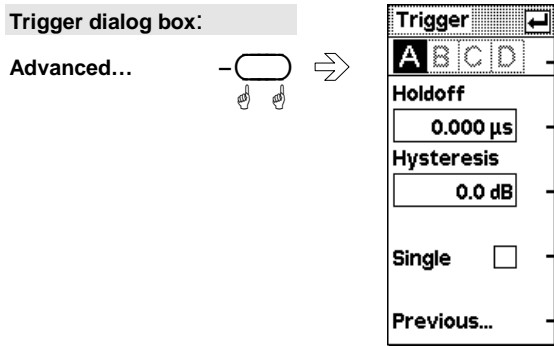 Trigger dialog box:
Advanced…
Trigger
A B C D
Holdoff
0.000 µs
Hysteresis
0.0 dB
Single
Previous...